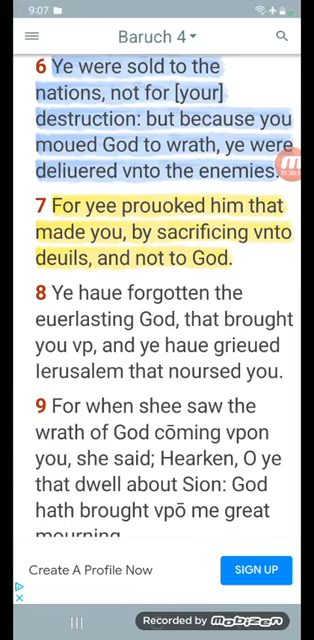 9:07
Baruch 4
6 Ye were sold to the
nations, not for [your]
destruction: but because you
moued God to wrath, ye were
deliuered vnto the enemies.
7 For yee prouoked him that
made you, by sacrificing vnto
deuils, and not to God.
8 Ye haue forgotten the
euerlasting God, that brought
you vp, and ye haue grieued
Ierusalem that noursed you.
9 For when shee saw the
wrath of God cōming vpon
you, she said; Hearken, O ye
that dwell about Sion: God
hath brought vpō me great
mourning
Create A Profile Now
SIGN UP
Recorded by mobizen